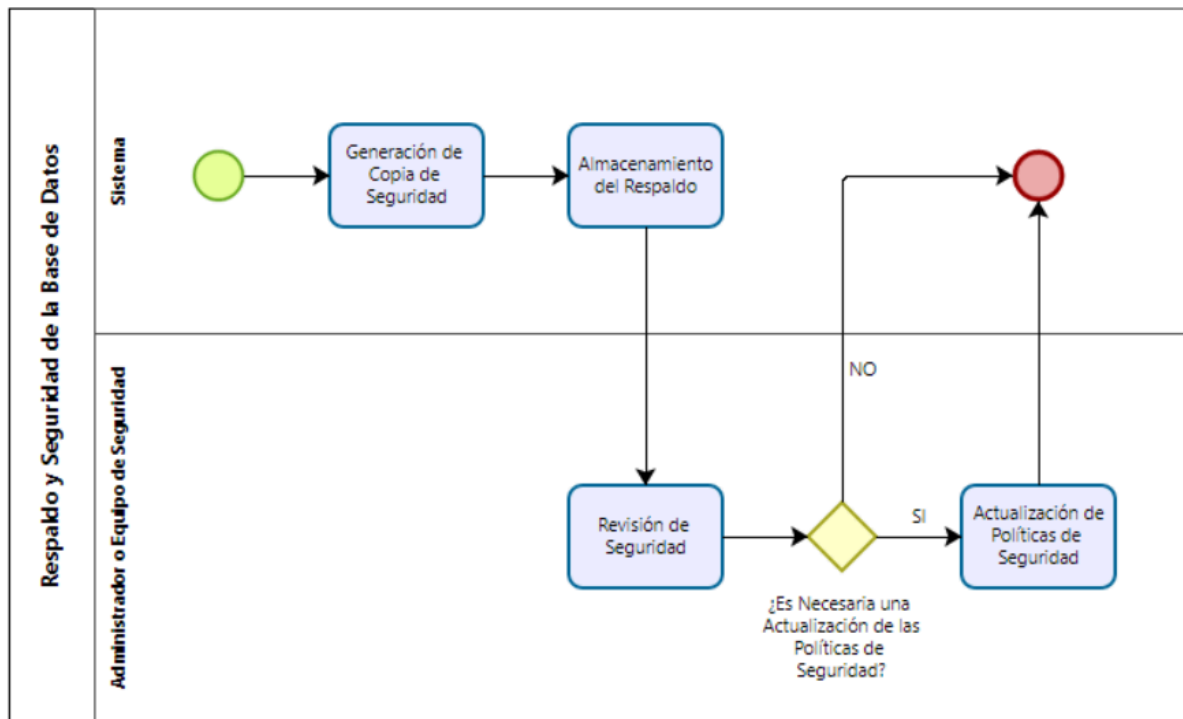 Respaldo y Seguridad de la Base de Datos
Sistema
Generación de
Copia de
Seguridad
Almacenamiento
del Respaldo
Administrador o Equipo de Seguridad
Revisión de
Seguridad
NO
SI
¿Es Necesaria una
Actualización de las
Políticas de
Seguridad?
Actualización de
Políticas de
Seguridad